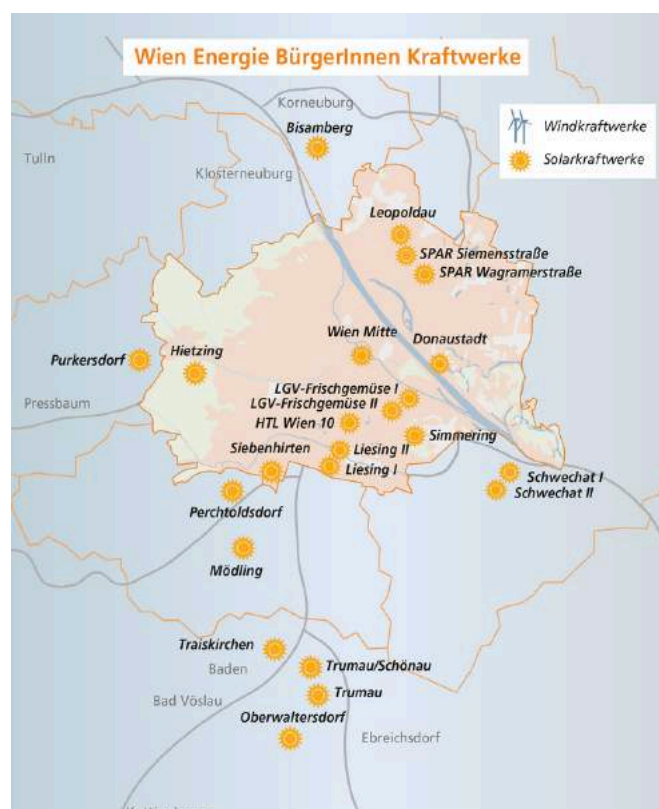 Wien Energie BürgerInnen Kraftwerke
Korneuburg
Bisamberg
Windkraftwerke
Solarkraftwerke
Tulln
Klosterneuburg
Leopoldau
SPAR Siemensstraße
SPAR Wagramerstraße
Wien Mitte
Donaustadt
Purkersdorf
Hietzing
Pressbaum
LGV-Frischgemüse I
LGV-Frischgemüse II
HTL Wien 10
Simmering
Siebenhirten
Liesing II
Liesing I
Schwechat I
Schwechat II
Perchtoldsdorf
Mödling
Traiskirchen
Baden
Trumau/Schönau
Bad Vöslau
Trumau
Oberwaltersdorf
Ebreichsdorf